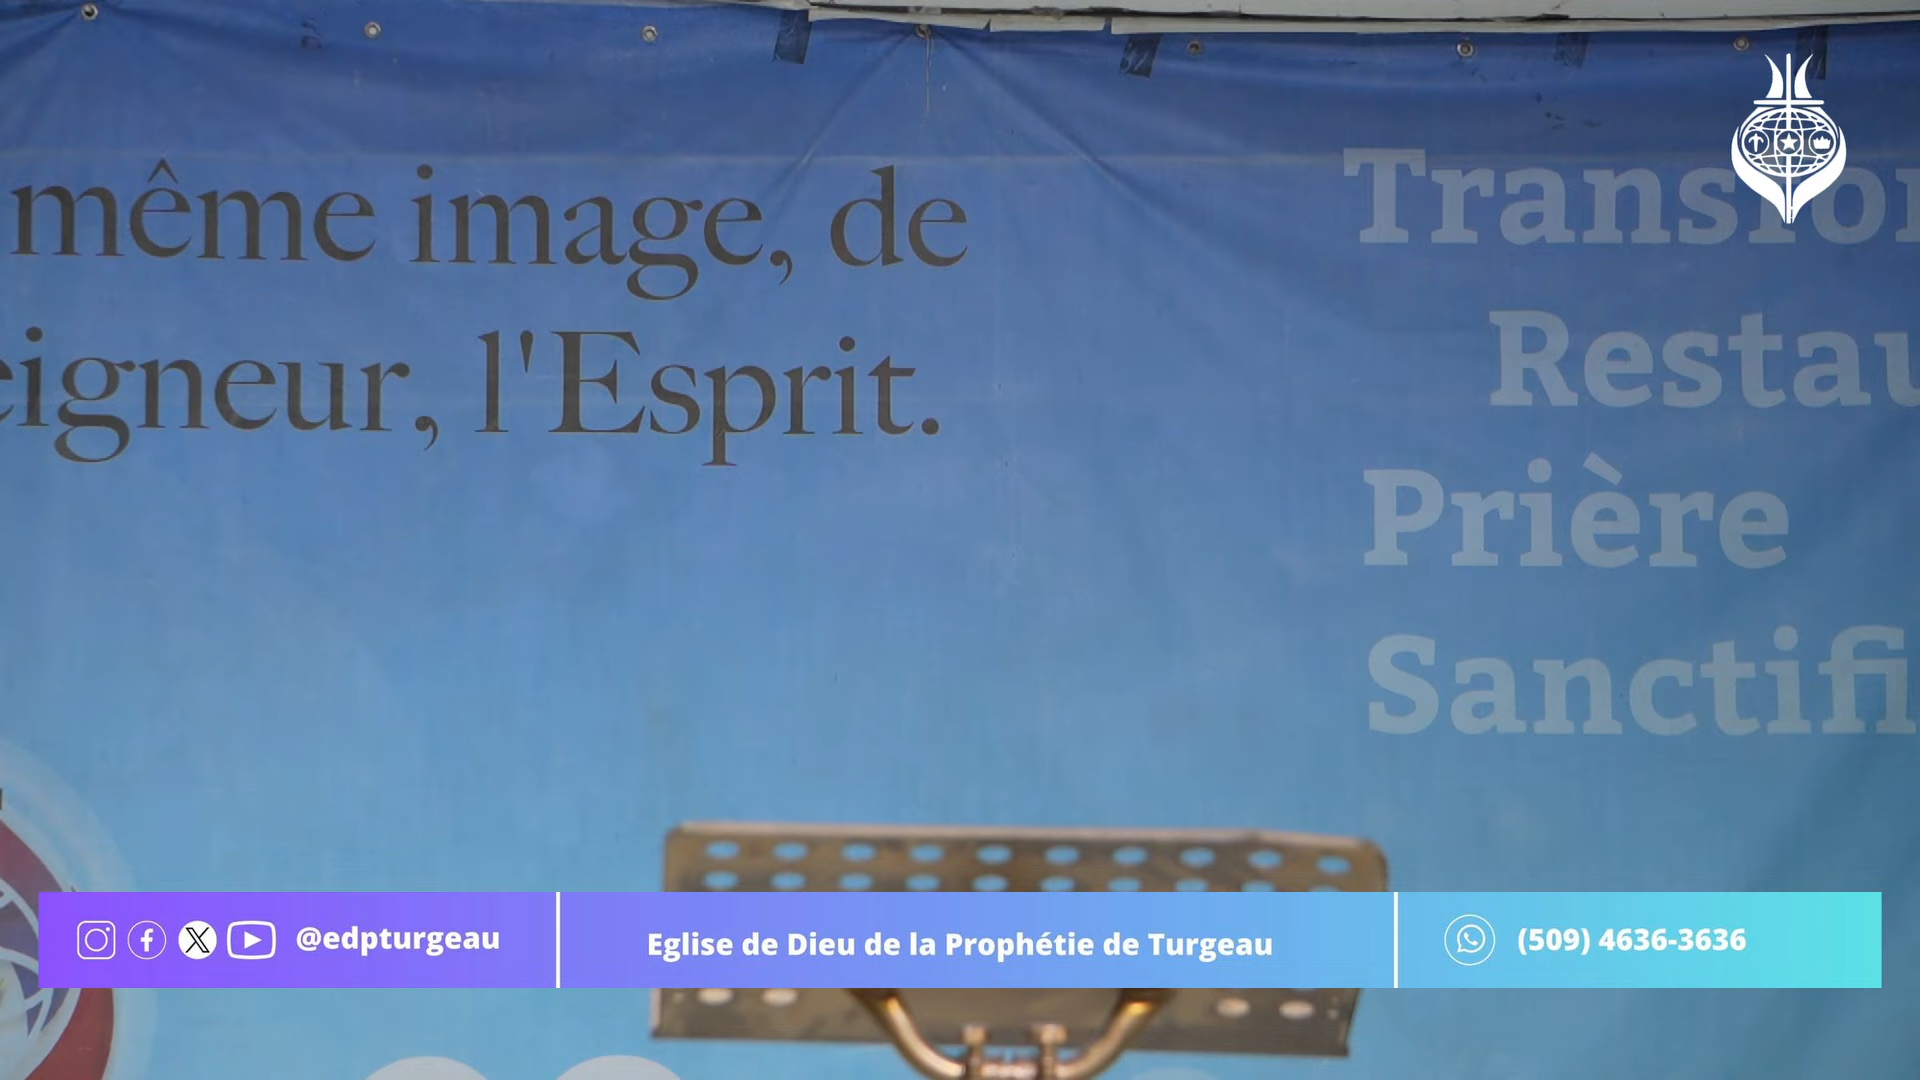 même image, de
eigneur, l'Esprit.
Transfor
Restau
Prière
Sanctifi
@edpturgeau
Eglise de Dieu de la Prophétie de Turgeau
(509) 4636-3636